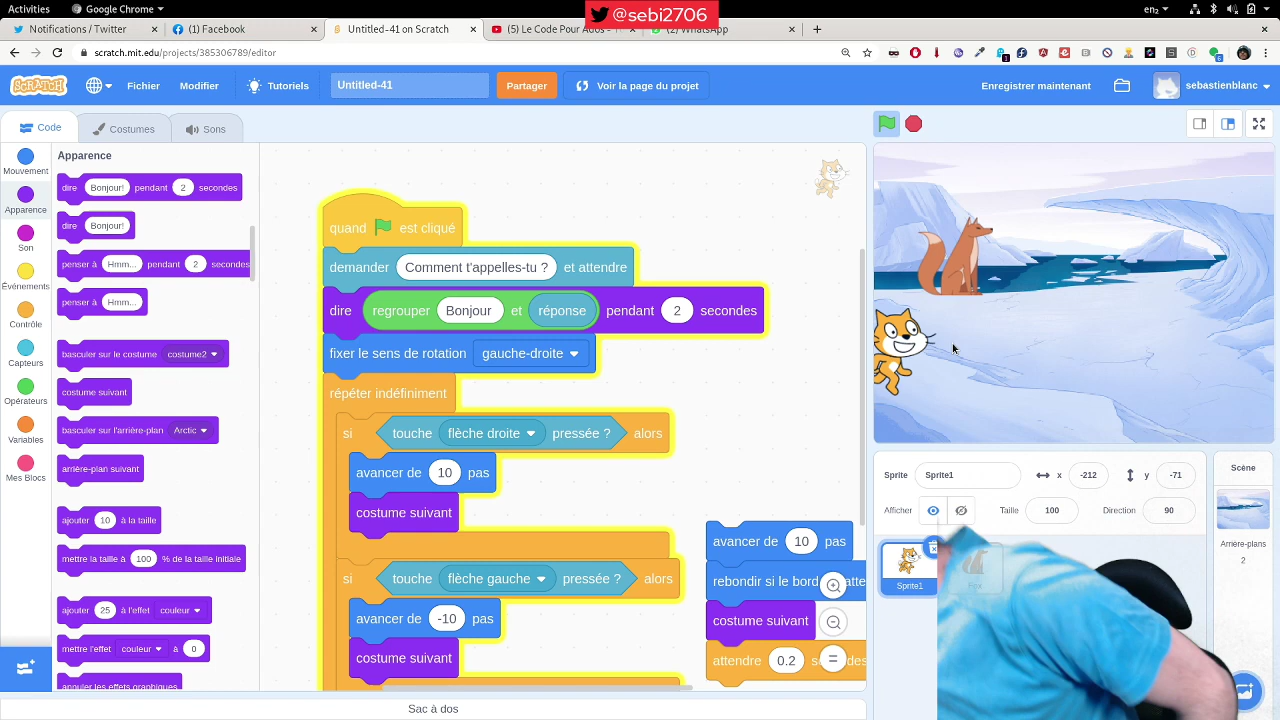 Activities
Google Chrome
@sebi2706
en2
Notifications / Twitter
(1) Facebook
Untitled-41 on Scratch
(5) Le Code Pour Ados
(2) WhatsApp
scratch.mit.edu/projects/385306789/editor
SCRATCH
Fichier
Modifier
Tutoriels
Untitled-41
Partager
Voir la page du projet
Enregistrer maintenant
sebastienblanc
Code
Costumes
Sons
Mouvement
Apparence
Son
Événements
Contrôle
Capteurs
Opérateurs
Variables
Mes Blocs
Apparence
dire Bonjour! pendant 2 secondes
dire Bonjour!
penser à Hmm... pendant 2 secondes
penser à Hmm...
basculer sur le costume costume2
costume suivant
basculer sur l'arrière-plan Arctic
arrière-plan suivant
ajouter 10 à la taille
mettre la taille à 100 % de la taille initiale
ajouter 25 à l'effet couleur
mettre l'effet couleur à 0
annuler les effets graphiques
quand est cliqué
demander Comment t'appelles-tu ? et attendre
dire regrouper Bonjour et réponse pendant 2 secondes
fixer le sens de rotation gauche-droite
répéter indéfiniment
si touche flèche droite pressée ? alors
avancer de 10 pas
costume suivant
si touche flèche gauche pressée ? alors
avancer de -10 pas
costume suivant
avancer de 10 pas
rebondir si le bord
costume suivant
attendre 0.2
Sac à dos
Sprite Sprite1 x -212 y -71
Afficher Taille 100 Direction 90
Sprite1
Fox
Scène
Arrière-plans
2